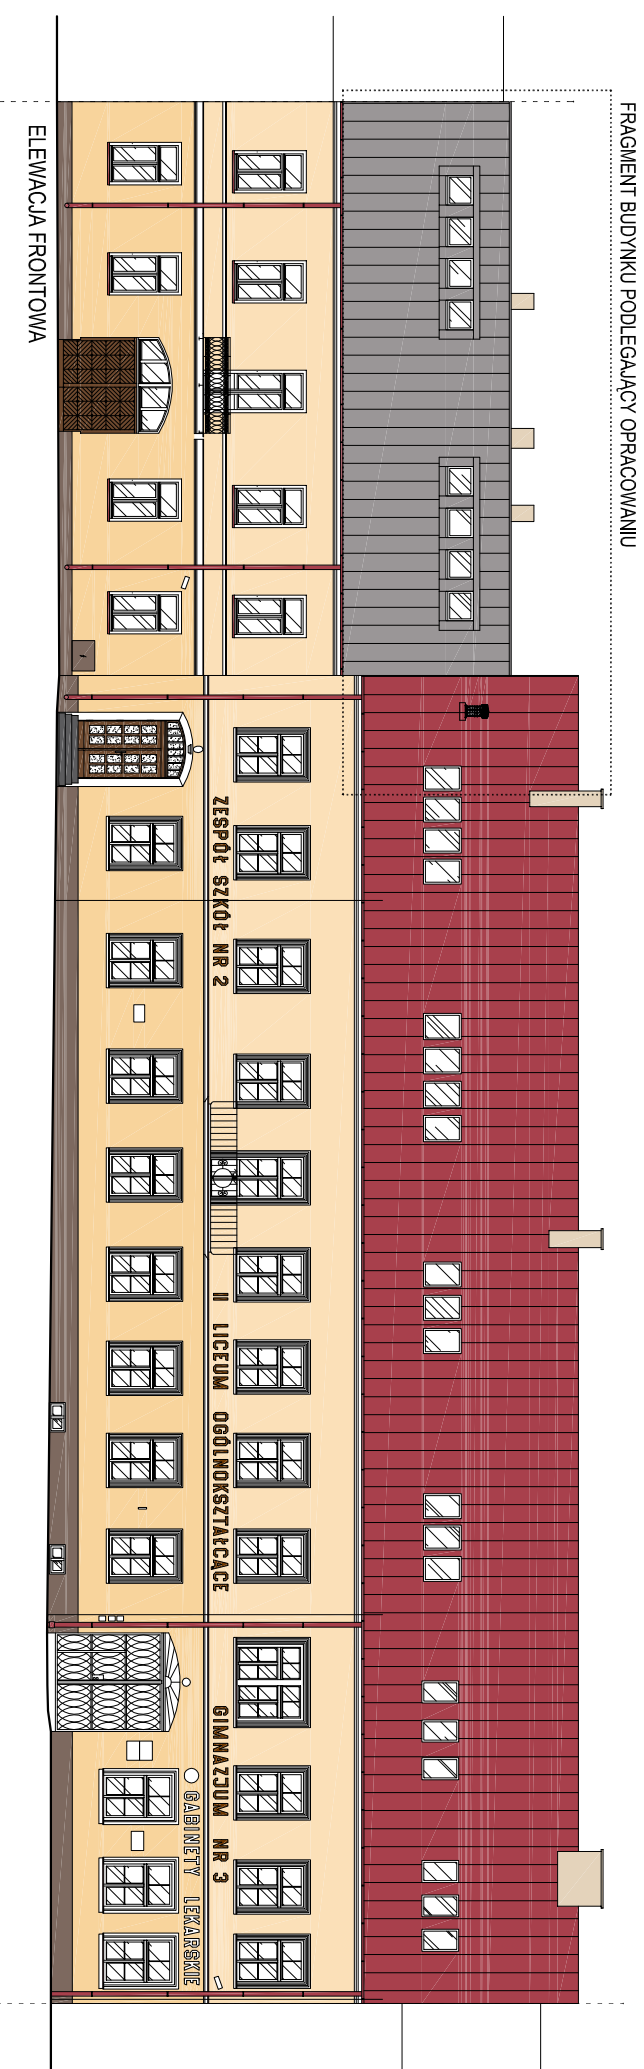 FRAGMENT BUDYNKU PODLEGAJĄCY OPRACOWANIU
ZESPÓŁ SZKÓŁ NR 2
II LICEUM OGÓLNOKSZTAŁCĄCE
GIMNAZJUM NR 3
GABINETY LEKARSKIE
ELEWACJA FRONTOWA